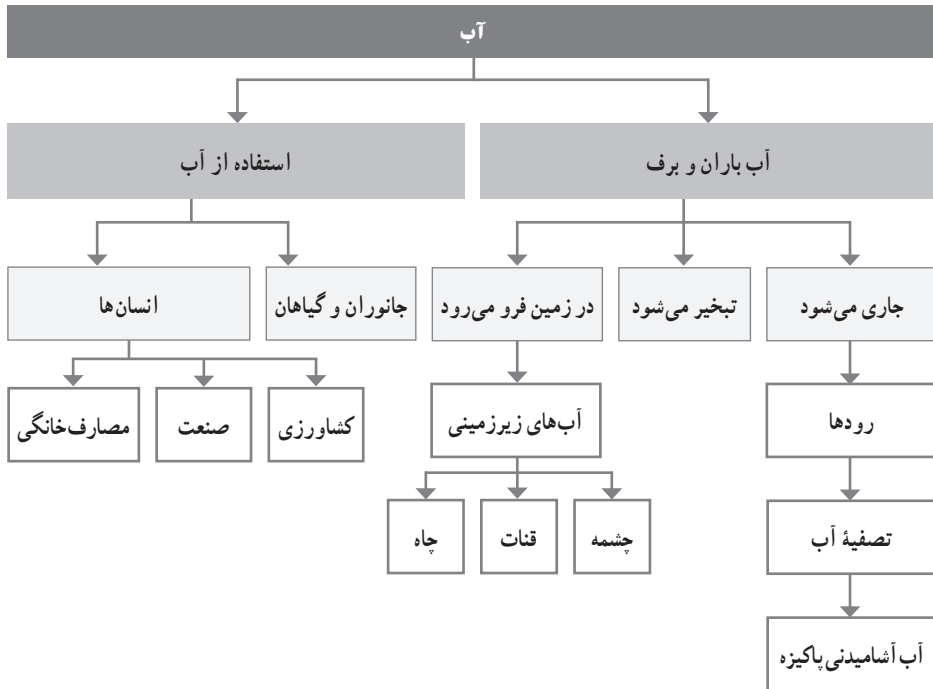 آب
آب باران و برف
استفاده از آب
جاری می‌شود
تبخیر می‌شود
در زمین فرو می‌رود
جانوران و گیاهان
انسان‌ها
رودها
آب‌های زیرزمینی
کشاورزی
صنعت
مصارف خانگی
تصفیۀ آب
چشمه
قنات
چاه
آب آشامیدنی پاکیزه